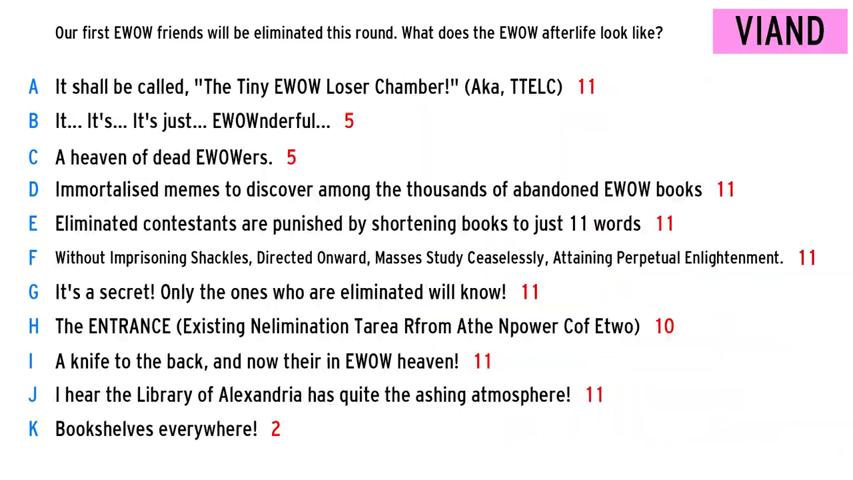 Our first EWOW friends will be eliminated this round. What does the EWOW afterlife look like?
VIAND
A It shall be called, "The Tiny EWOW Loser Chamber!" (Aka, TTELC) 11
B It... It's... It's just... EWOWnderful... 5
C A heaven of dead EWOWers. 5
D Immortalised memes to discover among the thousands of abandoned EWOW books 11
E Eliminated contestants are punished by shortening books to just 11 words 11
F Without Imprisoning Shackles, Directed Onward, Masses Study Ceaselessly, Attaining Perpetual Enlightenment. 11
G It's a secret! Only the ones who are eliminated will know! 11
H The ENTRANCE (Existing Nelimination Tarea Rfrom Athe Npower Cof Etwo) 10
I A knife to the back, and now their in EWOW heaven! 11
J I hear the Library of Alexandria has quite the ashing atmosphere! 11
K Bookshelves everywhere! 2